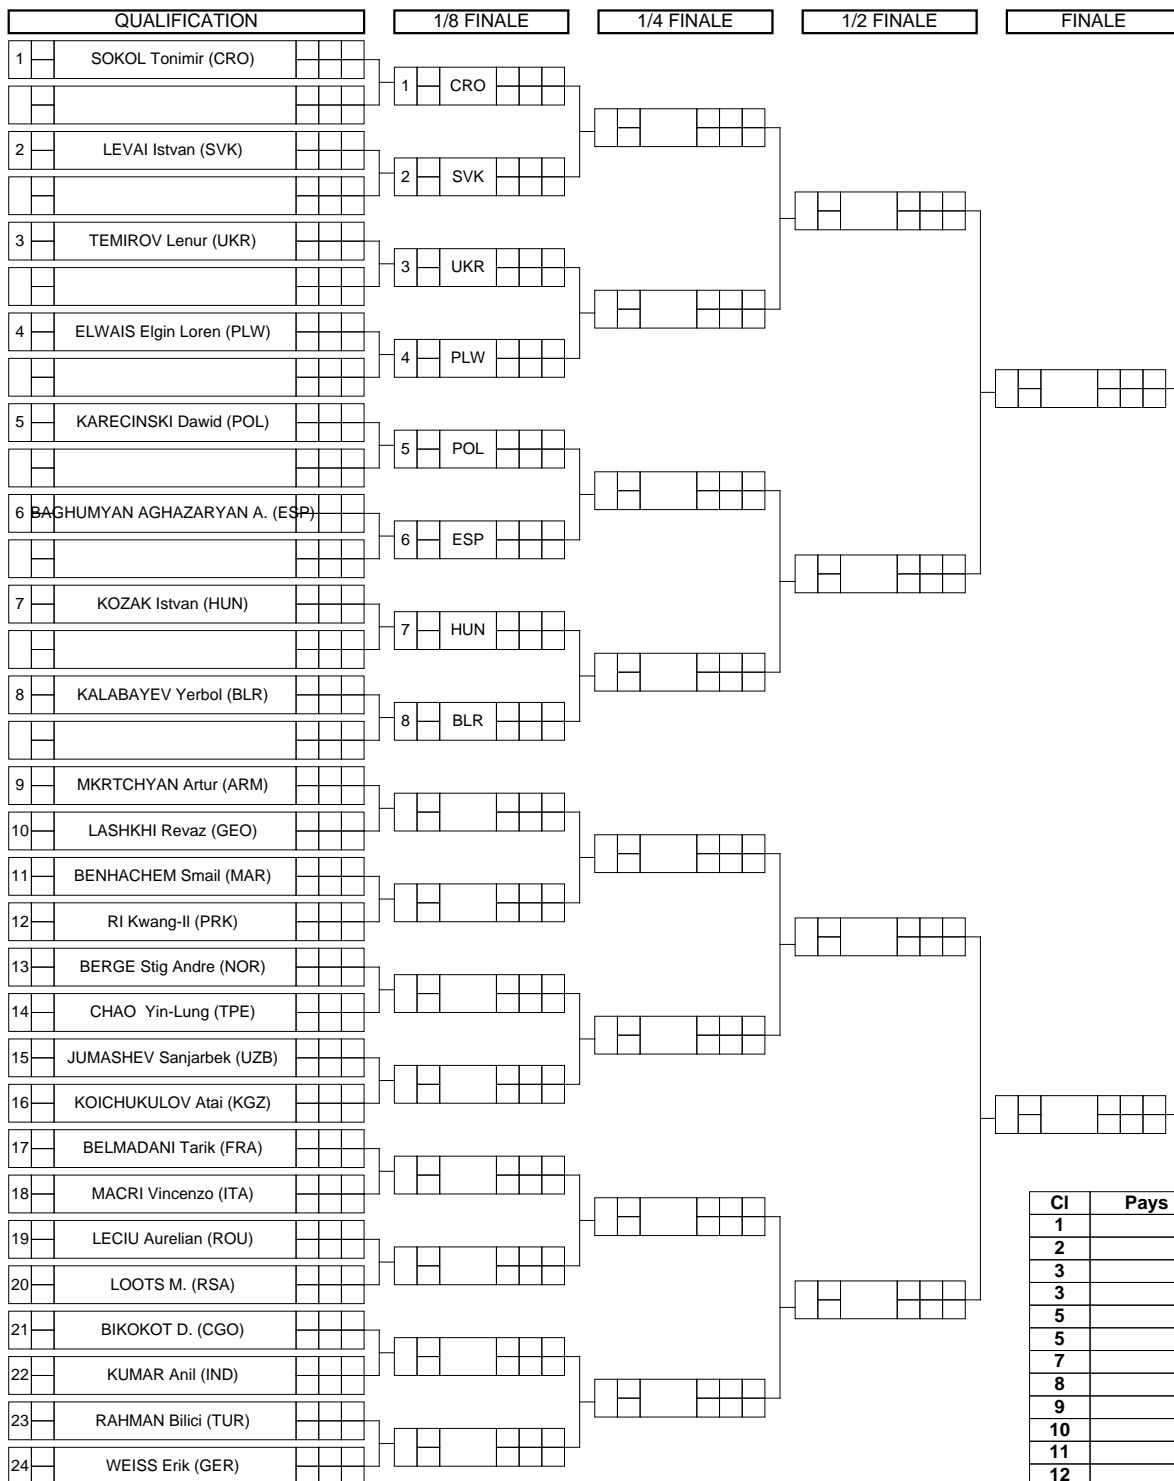 QUALIFICATION 1/8 FINALE 1/4 FINALE 1/2 FINALE FINALE
1 SOKOL Tonimir (CRO)
1 CRO
2 LEVAI Istvan (SVK)
2 SVK
3 TEMIROV Lenur (UKR)
3 UKR
4 ELWAIS Elgin Loren (PLW)
4 PLW
5 KARECINSKI Dawid (POL)
5 POL
6 BAGHUMYAN AGHAZARYAN A. (ESP)
6 ESP
7 KOZAK Istvan (HUN)
7 HUN
8 KALABAYEV Yerbol (BLR)
8 BLR
9 MKRTCHYAN Artur (ARM)
10 LASHKHI Revaz (GEO)
11 BENHACHEM Smail (MAR)
12 RI Kwang-Il (PRK)
13 BERGE Stig Andre (NOR)
14 CHAO Yin-Lung (TPE)
15 JUMASHEV Sanjarbek (UZB)
16 KOICHUKULOV Atai (KGZ)
17 BELMADANI Tarik (FRA)
18 MACRI Vincenzo (ITA)
19 LECIU Aurelian (ROU)
20 LOOTS M. (RSA)
21 BIKOKOT D. (CGO)
22 KUMAR Anil (IND)
23 RAHMAN Bilici (TUR)
24 WEISS Erik (GER)
Cl Pays
1
2
3
3
5
5
7
8
9
10
11
12